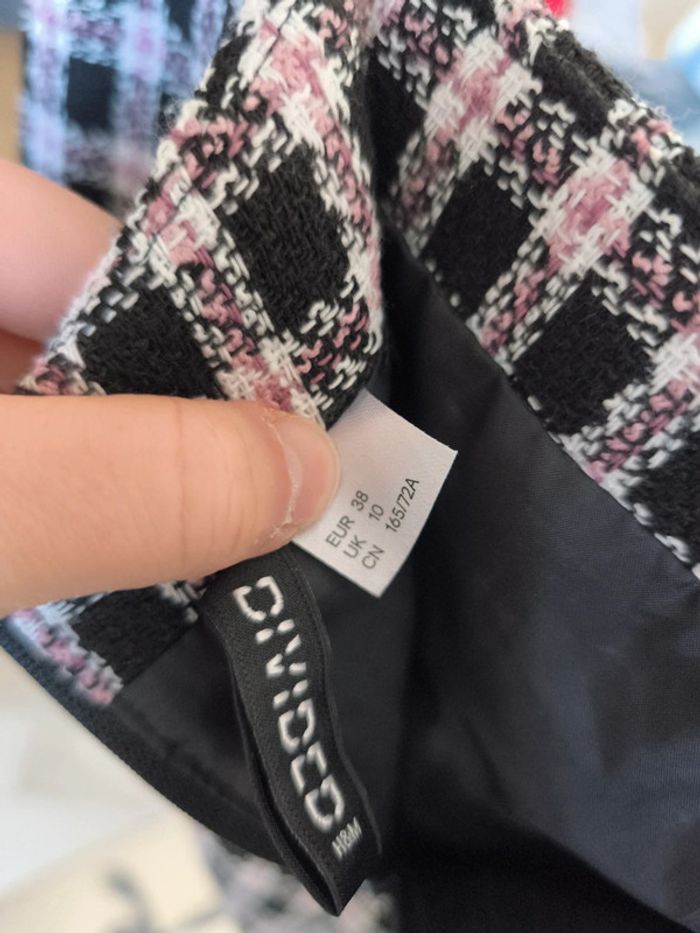 EUR 38
UK 10
CN 165/72A
DIVIDED
H&M